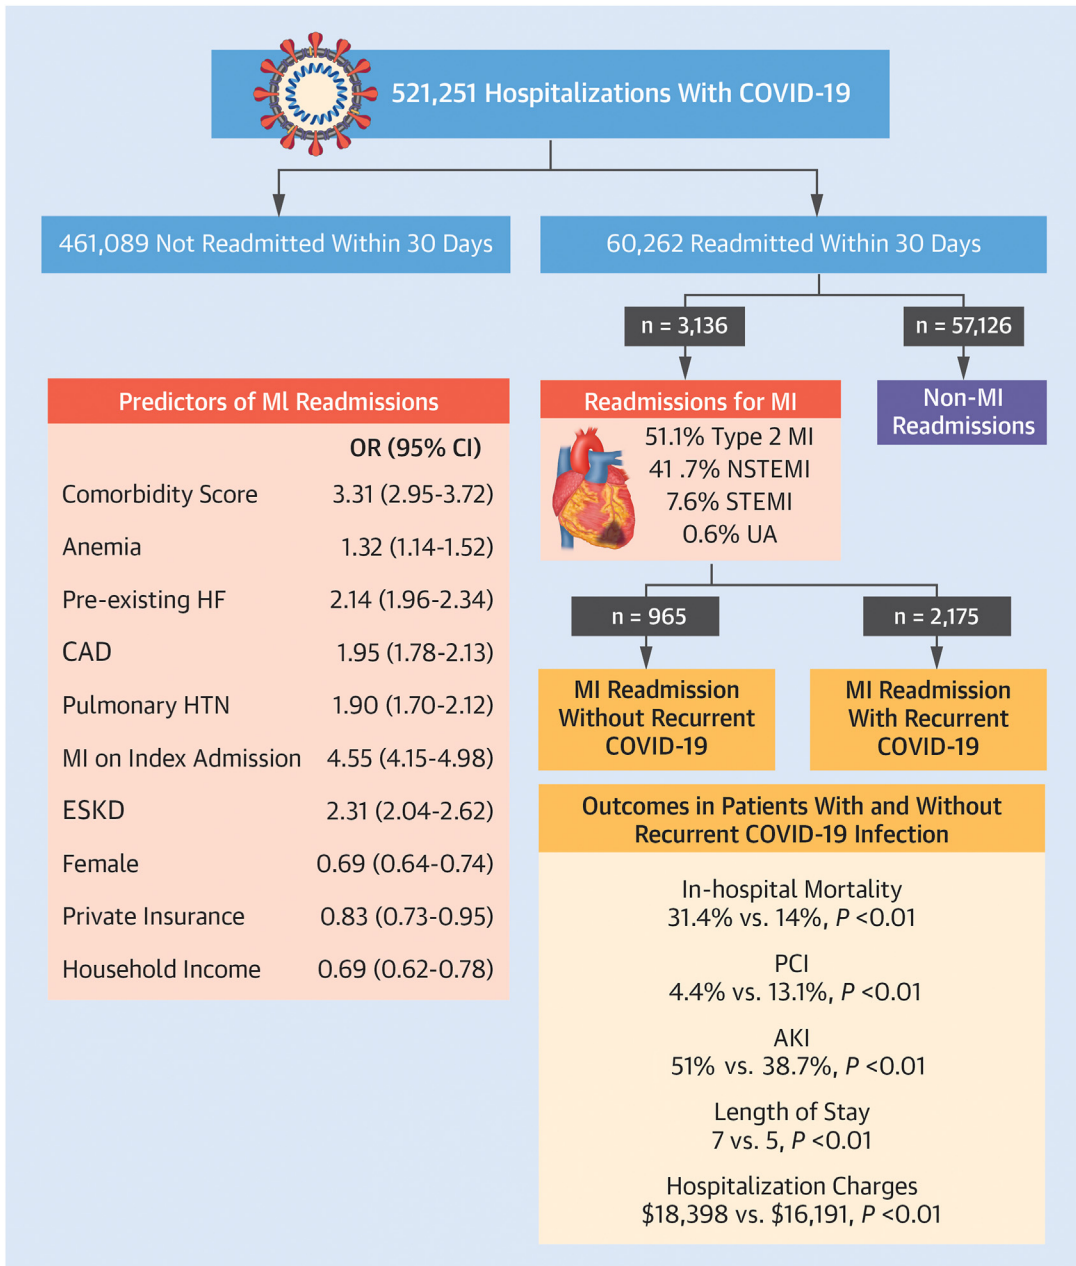 521,251 Hospitalizations With COVID-19
461,089 Not Readmitted Within 30 Days
60,262 Readmitted Within 30 Days
n = 3,136
n = 57,126
Predictors of MI Readmissions
OR (95% CI)
Comorbidity Score 3.31 (2.95-3.72)
Anemia 1.32 (1.14-1.52)
Pre-existing HF 2.14 (1.96-2.34)
CAD 1.95 (1.78-2.13)
Pulmonary HTN 1.90 (1.70-2.12)
MI on Index Admission 4.55 (4.15-4.98)
ESKD 2.31 (2.04-2.62)
Female 0.69 (0.64-0.74)
Private Insurance 0.83 (0.73-0.95)
Household Income 0.69 (0.62-0.78)
Readmissions for MI
51.1% Type 2 MI
41 .7% NSTEMI
7.6% STEMI
0.6% UA
Non-MI
Readmissions
n = 965
n = 2,175
MI Readmission
Without Recurrent
COVID-19
MI Readmission
With Recurrent
COVID-19
Outcomes in Patients With and Without
Recurrent COVID-19 Infection
In-hospital Mortality
31.4% vs. 14%, P <0.01
PCI
4.4% vs. 13.1%, P <0.01
AKI
51% vs. 38.7%, P <0.01
Length of Stay
7 vs. 5, P <0.01
Hospitalization Charges
$18,398 vs. $16,191, P <0.01